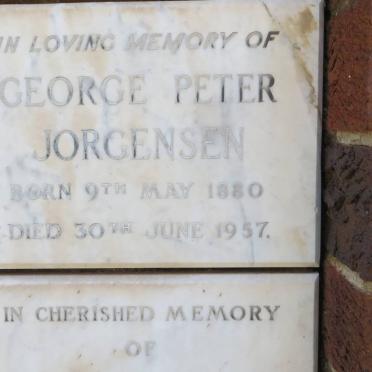 IN LOVING MEMORY OF
GEORGE PETER
JORGENSEN
BORN 9TH MAY 1880
DIED 30TH JUNE 1957.
IN CHERISHED MEMORY
OF